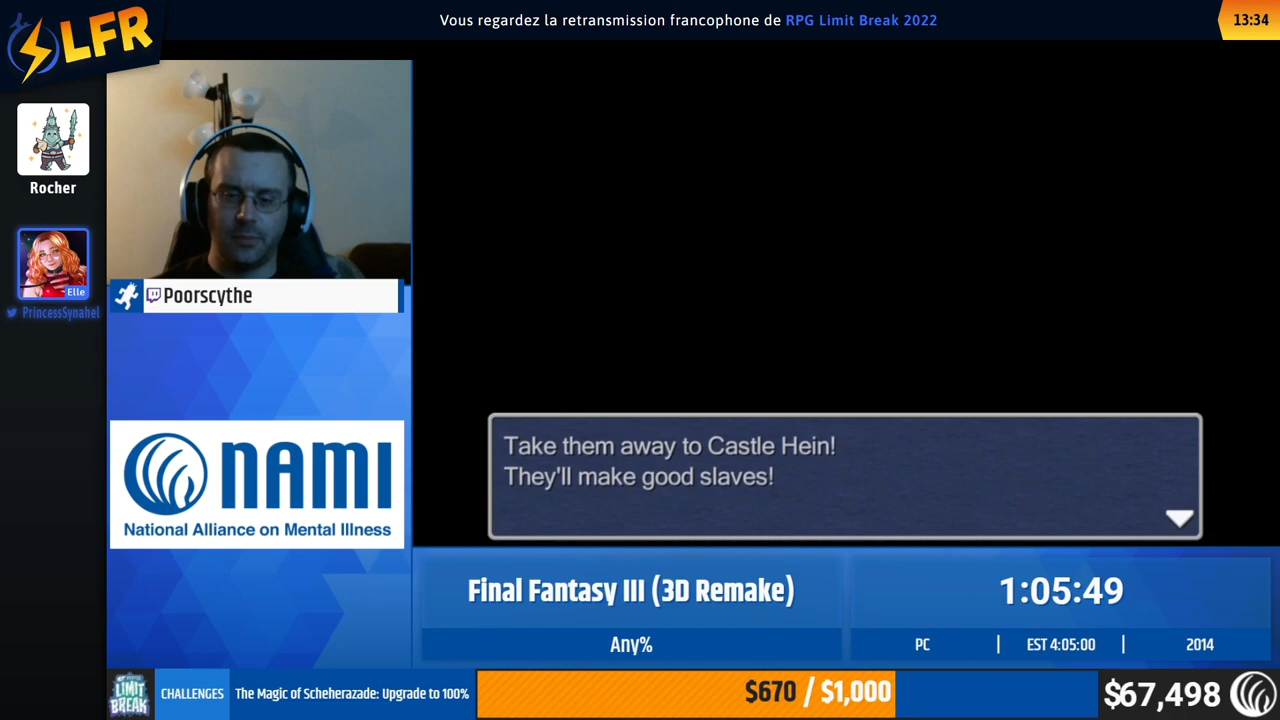 LFR
Vous regardez la retransmission francophone de RPG Limit Break 2022
13:34
Rocher
Elle
PrincessSynahel
Poorscythe
NAMI
National Alliance on Mental Illness
Take them away to Castle Hein!
They'll make good slaves!
Final Fantasy III (3D Remake)
1:05:49
Any%
PC | EST 4:05:00 | 2014
LIMIT
BREAK
CHALLENGES
The Magic of Scheherazade: Upgrade to 100%
$670 / $1,000
$67,498